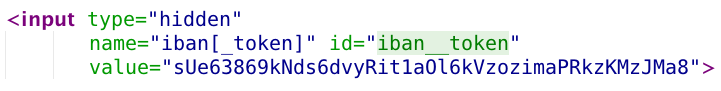 <input type="hidden"
name="iban[_token]" id="iban__token"
value="sUe63869kNds6dvyRit1aOl6kVzozimaPRkzKMzJMa8">